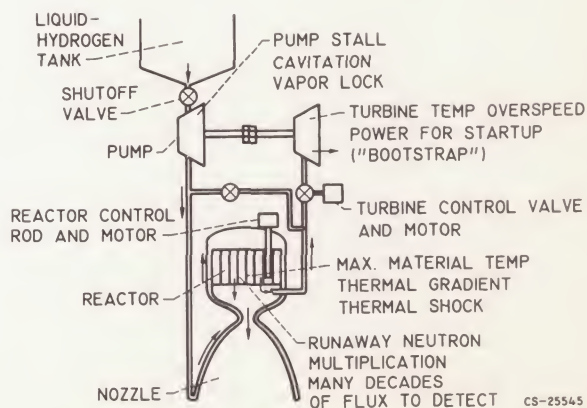 LIQUID-
HYDROGEN
TANK
PUMP STALL
CAVITATION
VAPOR LOCK
SHUTOFF
VALVE
TURBINE TEMP OVERSPEED
POWER FOR STARTUP
("BOOTSTRAP")
PUMP
REACTOR CONTROL
ROD AND MOTOR
TURBINE CONTROL VALVE
AND MOTOR
REACTOR
MAX. MATERIAL TEMP
THERMAL GRADIENT
THERMAL SHOCK
RUNAWAY NEUTRON
MULTIPLICATION
MANY DECADES
OF FLUX TO DETECT
NOZZLE
CS-25545